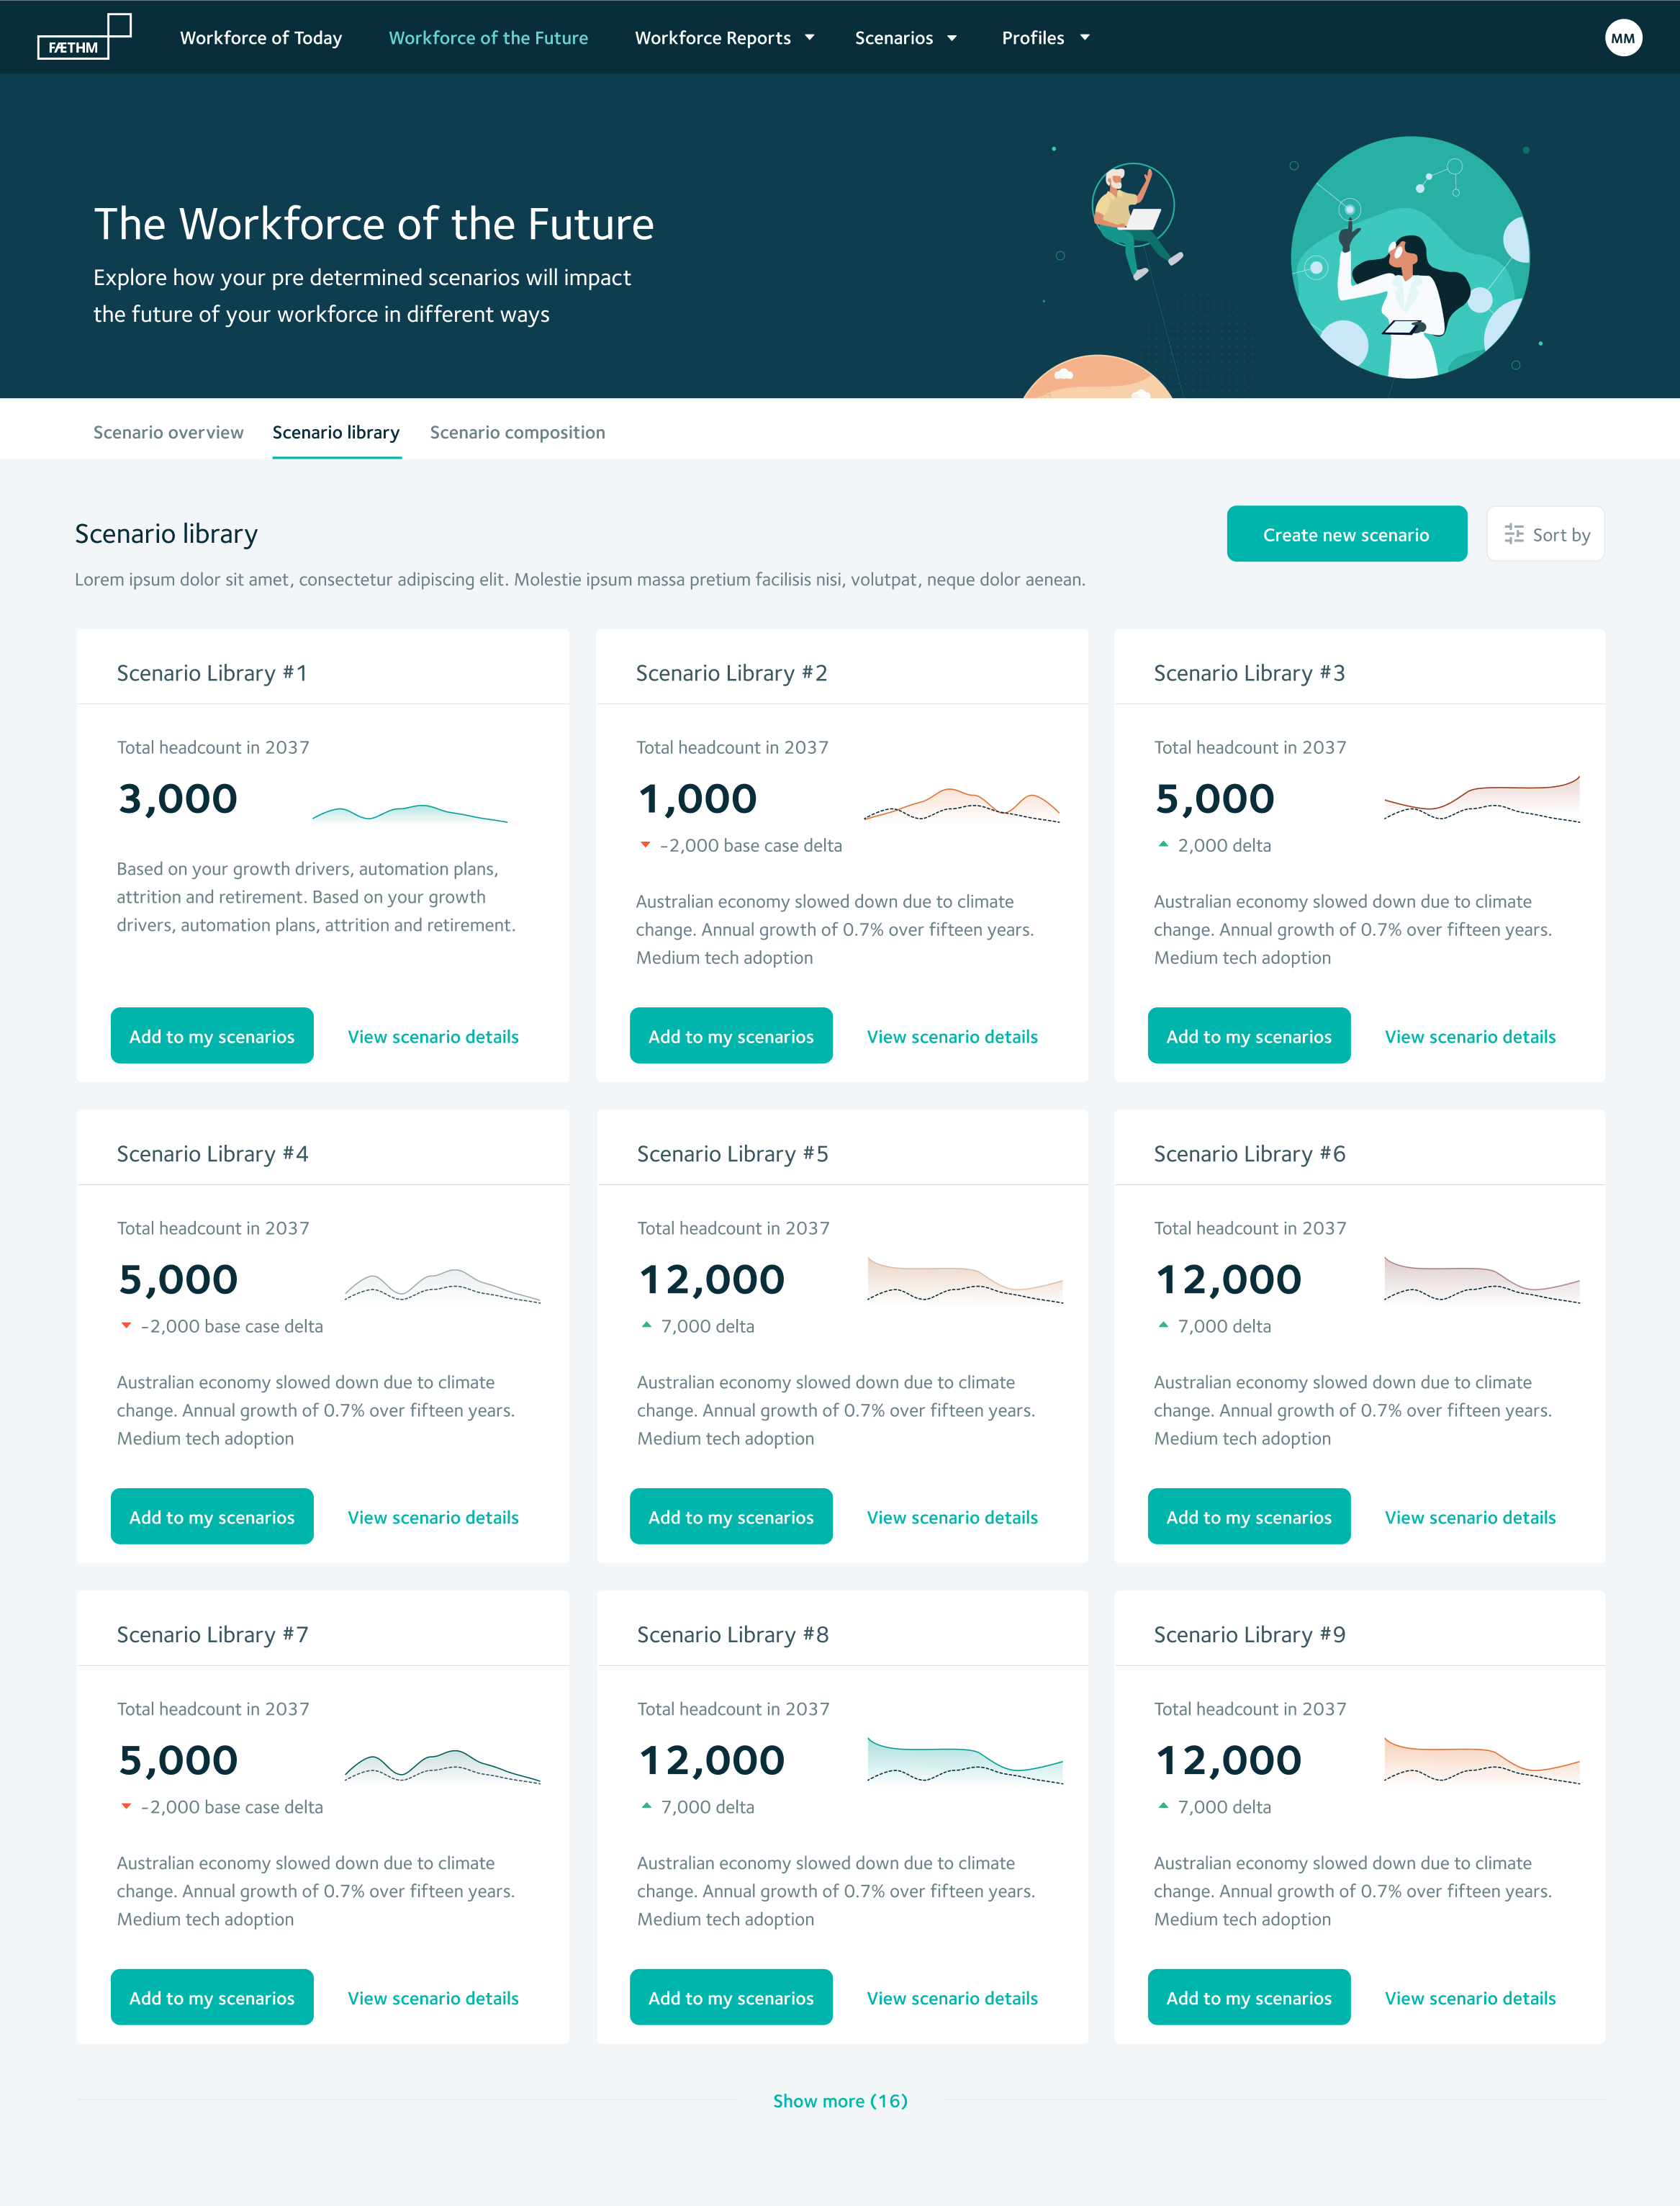 FÆTHM
Workforce of Today
Workforce of the Future
Workforce Reports
Scenarios
Profiles
MM
The Workforce of the Future
Explore how your pre determined scenarios will impact
the future of your workforce in different ways
Scenario overview
Scenario library
Scenario composition
Scenario library
Create new scenario
Sort by
Lorem ipsum dolor sit amet, consectetur adipiscing elit. Molestie ipsum massa pretium facilisis nisi, volutpat, neque dolor aenean.
Scenario Library #1
Total headcount in 2037
3,000
Based on your growth drivers, automation plans,
attrition and retirement. Based on your growth
drivers, automation plans, attrition and retirement.
Add to my scenarios
View scenario details
Scenario Library #2
Total headcount in 2037
1,000
-2,000 base case delta
Australian economy slowed down due to climate
change. Annual growth of 0.7% over fifteen years.
Medium tech adoption
Add to my scenarios
View scenario details
Scenario Library #3
Total headcount in 2037
5,000
2,000 delta
Australian economy slowed down due to climate
change. Annual growth of 0.7% over fifteen years.
Medium tech adoption
Add to my scenarios
View scenario details
Scenario Library #4
Total headcount in 2037
5,000
-2,000 base case delta
Australian economy slowed down due to climate
change. Annual growth of 0.7% over fifteen years.
Medium tech adoption
Add to my scenarios
View scenario details
Scenario Library #5
Total headcount in 2037
12,000
7,000 delta
Australian economy slowed down due to climate
change. Annual growth of 0.7% over fifteen years.
Medium tech adoption
Add to my scenarios
View scenario details
Scenario Library #6
Total headcount in 2037
12,000
7,000 delta
Australian economy slowed down due to climate
change. Annual growth of 0.7% over fifteen years.
Medium tech adoption
Add to my scenarios
View scenario details
Scenario Library #7
Total headcount in 2037
5,000
-2,000 base case delta
Australian economy slowed down due to climate
change. Annual growth of 0.7% over fifteen years.
Medium tech adoption
Add to my scenarios
View scenario details
Scenario Library #8
Total headcount in 2037
12,000
7,000 delta
Australian economy slowed down due to climate
change. Annual growth of 0.7% over fifteen years.
Medium tech adoption
Add to my scenarios
View scenario details
Scenario Library #9
Total headcount in 2037
12,000
7,000 delta
Australian economy slowed down due to climate
change. Annual growth of 0.7% over fifteen years.
Medium tech adoption
Add to my scenarios
View scenario details
Show more (16)